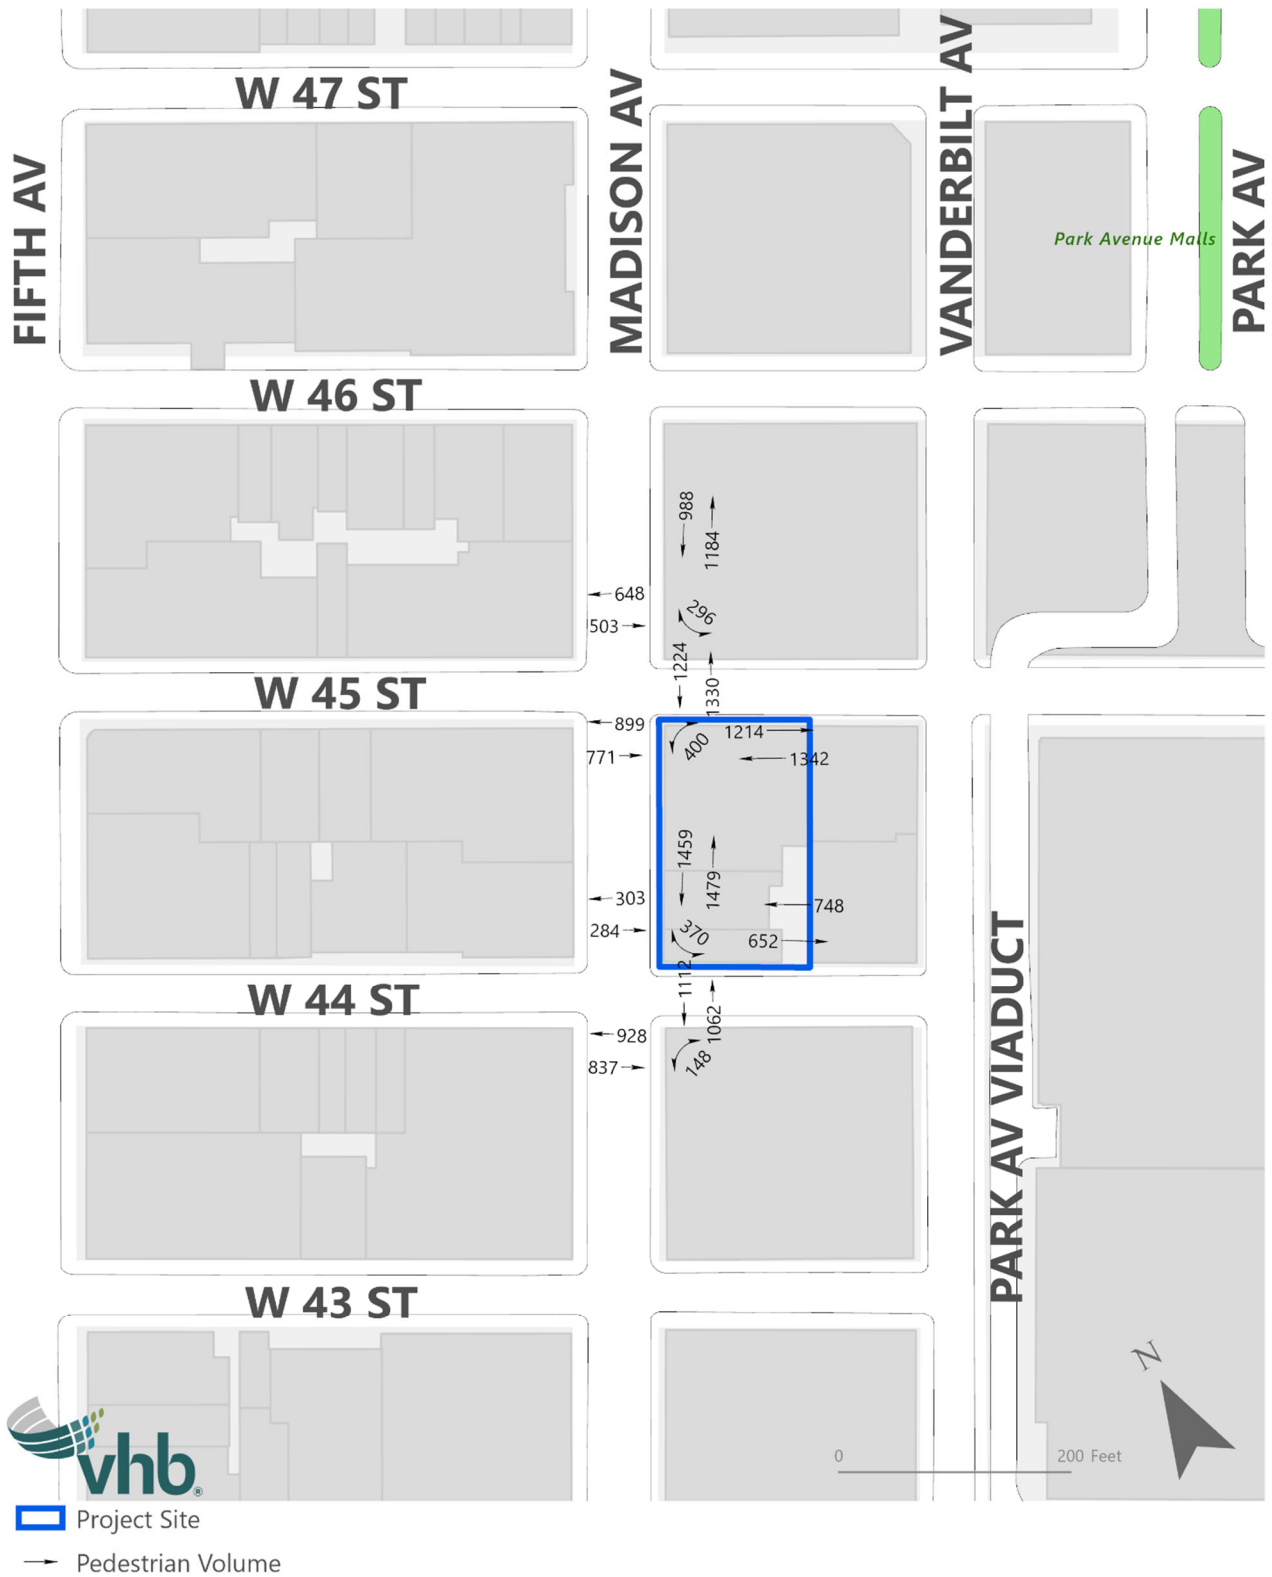 W 47 ST
FIFTH AV
MADISON AV
VANDERBILT AV
PARK AV
Park Avenue Malls
W 46 ST
988
1184
648
296
503
1224
1330
W 45 ST
899
400
1214
771
1342
1459
1479
303
748
284
370
652
1112
W 44 ST
1062
928
837
148
PARK AV VIADUCT
W 43 ST
N
0 200 Feet
vhb®
Project Site
Pedestrian Volume